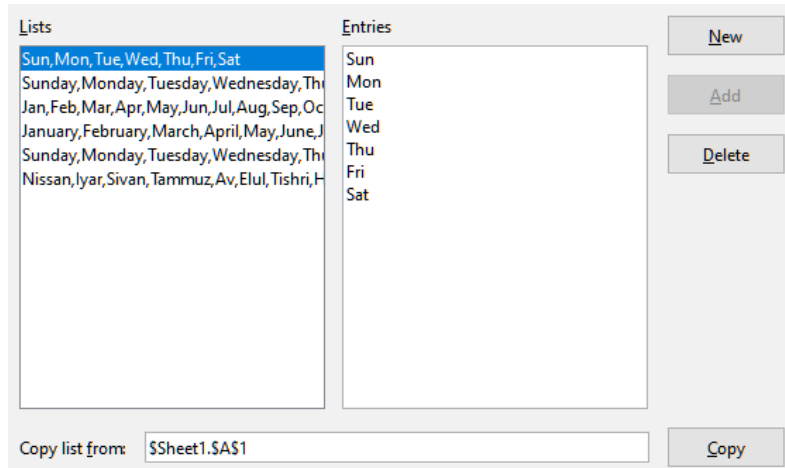 Lists
Entries
New
Sun,Mon,Tue,Wed,Thu,Fri,Sat
Sunday,Monday,Tuesday,Wednesday,Thu
Jan,Feb,Mar,Apr,May,Jun,Jul,Aug,Sep,Oc
January,February,March,April,May,June,J
Sunday,Monday,Tuesday,Wednesday,Thu
Nissan,Iyar,Sivan,Tammuz,Av,Elul,Tishri,H
Sun
Mon
Tue
Wed
Thu
Fri
Sat
Add
Delete
Copy list from:
$Sheet1.$A$1
Copy